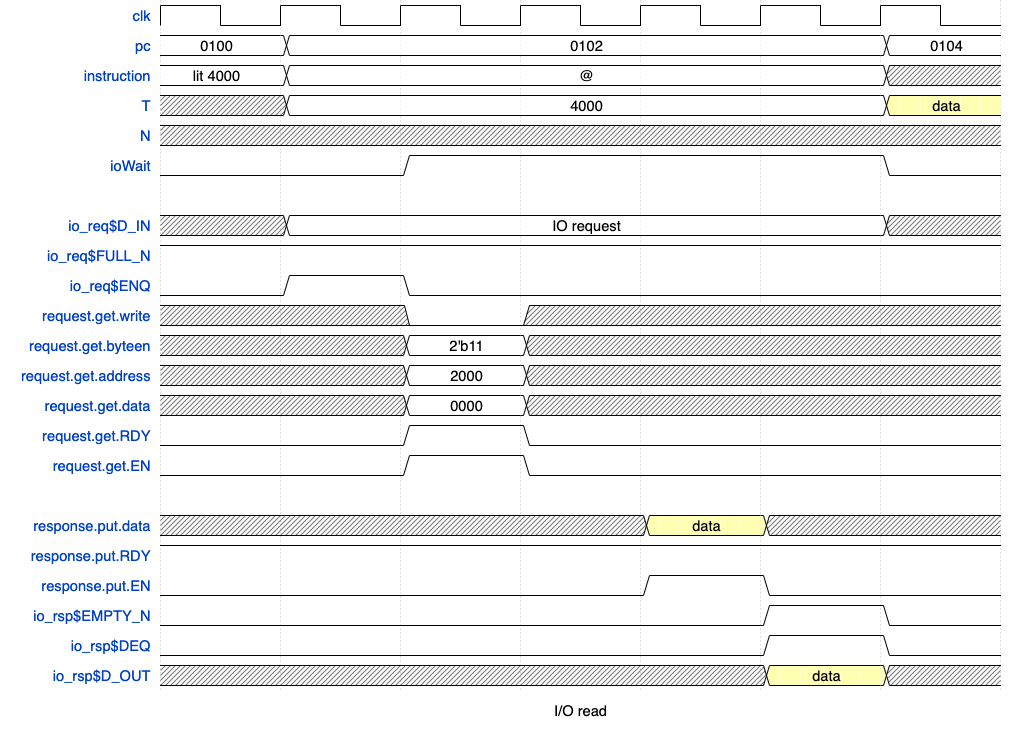 clk
pc 0100 0102 0104
instruction lit 4000 @
T 4000 data
N
ioWait
io_req$D_IN IO request
io_req$FULL_N
io_req$ENQ
request.get.write
request.get.byteen 2'b11
request.get.address 2000
request.get.data 0000
request.get.RDY
request.get.EN
response.put.data data
response.put.RDY
response.put.EN
io_rsp$EMPTY_N
io_rsp$DEQ
io_rsp$D_OUT data
I/O read